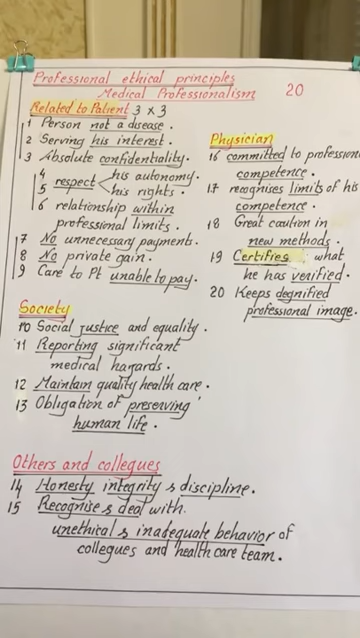 Professional ethical principles
Medical Professionalism 20
Related to Patient 3 x 3
1 Person not a disease.
2 Serving his interest.
3 Absolute confidentiality.
4 his autonomy.
respect
5 his rights.
6 relationship within
professional limits.
7 No unnecessary payments.
8 No private gain.
9 Care to Pt unable to pay.
Society
10 Social justice and equality.
11 Reporting significant
medical hazards.
12 Maintain quality health care.
13 Obligation of preserving
human life.
Physician
16 committed to profession
competence.
17 recognises limits of his
competence.
18 Great caution in
new methods.
19 Certifies what
he has verified.
20 Keeps degnified
professional image.
Others and collegues
14 Honesty integrity & discipline.
15 Recognise & deal with
unethical & inadequate behavior of
collegues and health care team.